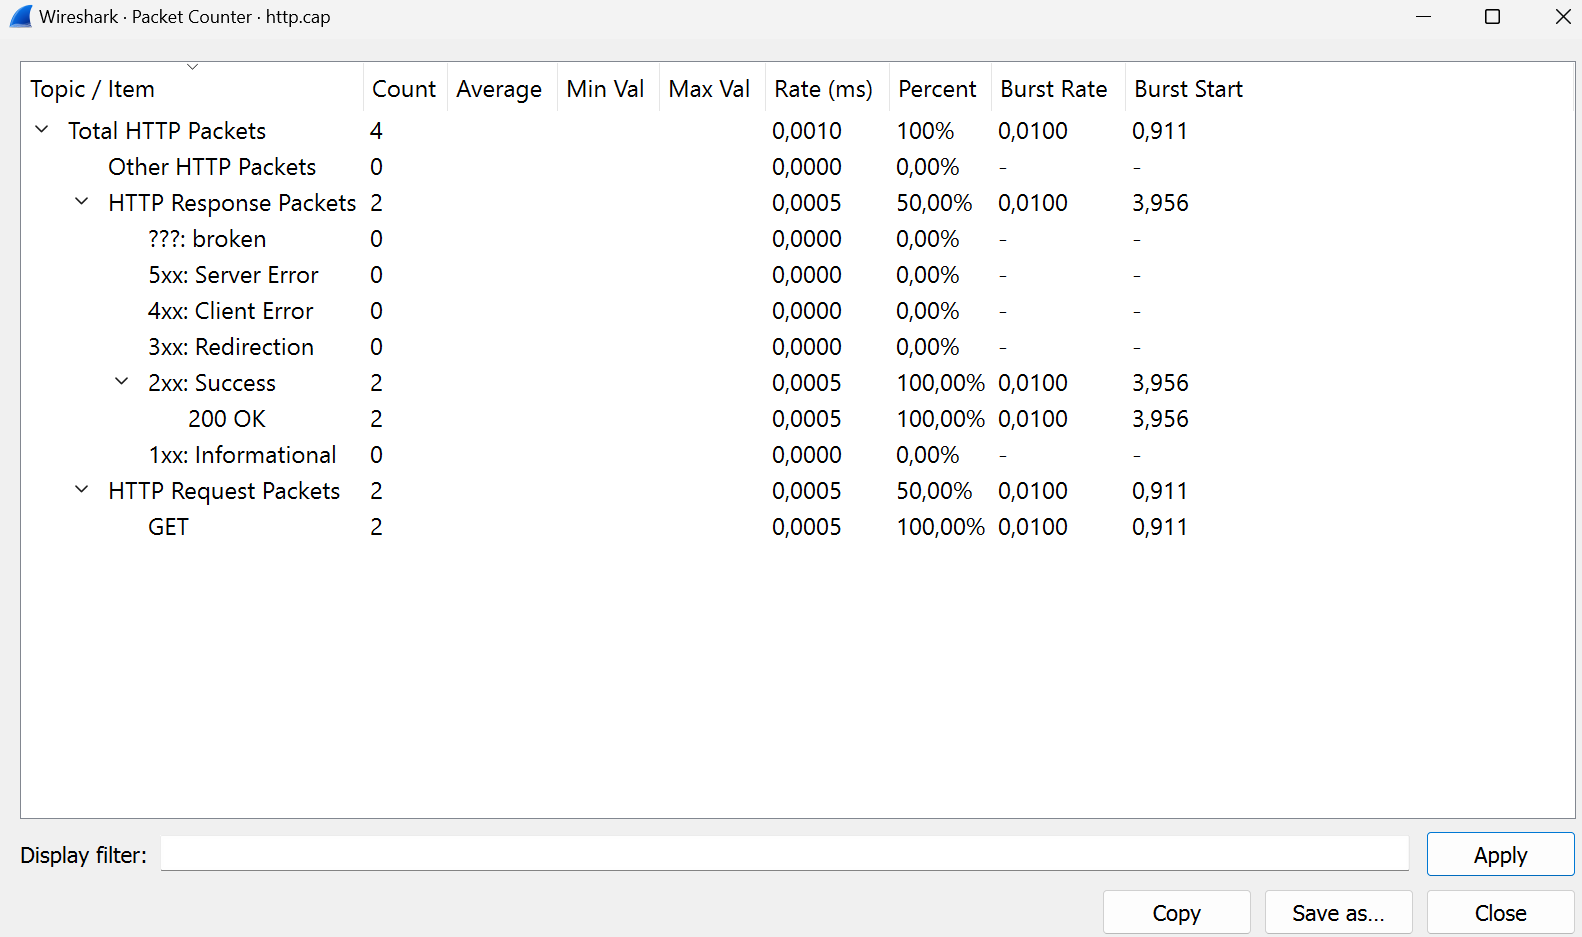 Wireshark · Packet Counter · http.cap
Topic / Item Count Average Min Val Max Val Rate (ms) Percent Burst Rate Burst Start
Total HTTP Packets 4 0,0010 100% 0,0100 0,911
Other HTTP Packets 0 0,0000 0,00% - -
HTTP Response Packets 2 0,0005 50,00% 0,0100 3,956
???: broken 0 0,0000 0,00% - -
5xx: Server Error 0 0,0000 0,00% - -
4xx: Client Error 0 0,0000 0,00% - -
3xx: Redirection 0 0,0000 0,00% - -
2xx: Success 2 0,0005 100,00% 0,0100 3,956
200 OK 2 0,0005 100,00% 0,0100 3,956
1xx: Informational 0 0,0000 0,00% - -
HTTP Request Packets 2 0,0005 50,00% 0,0100 0,911
GET 2 0,0005 100,00% 0,0100 0,911
Display filter: Apply
Copy Save as... Close